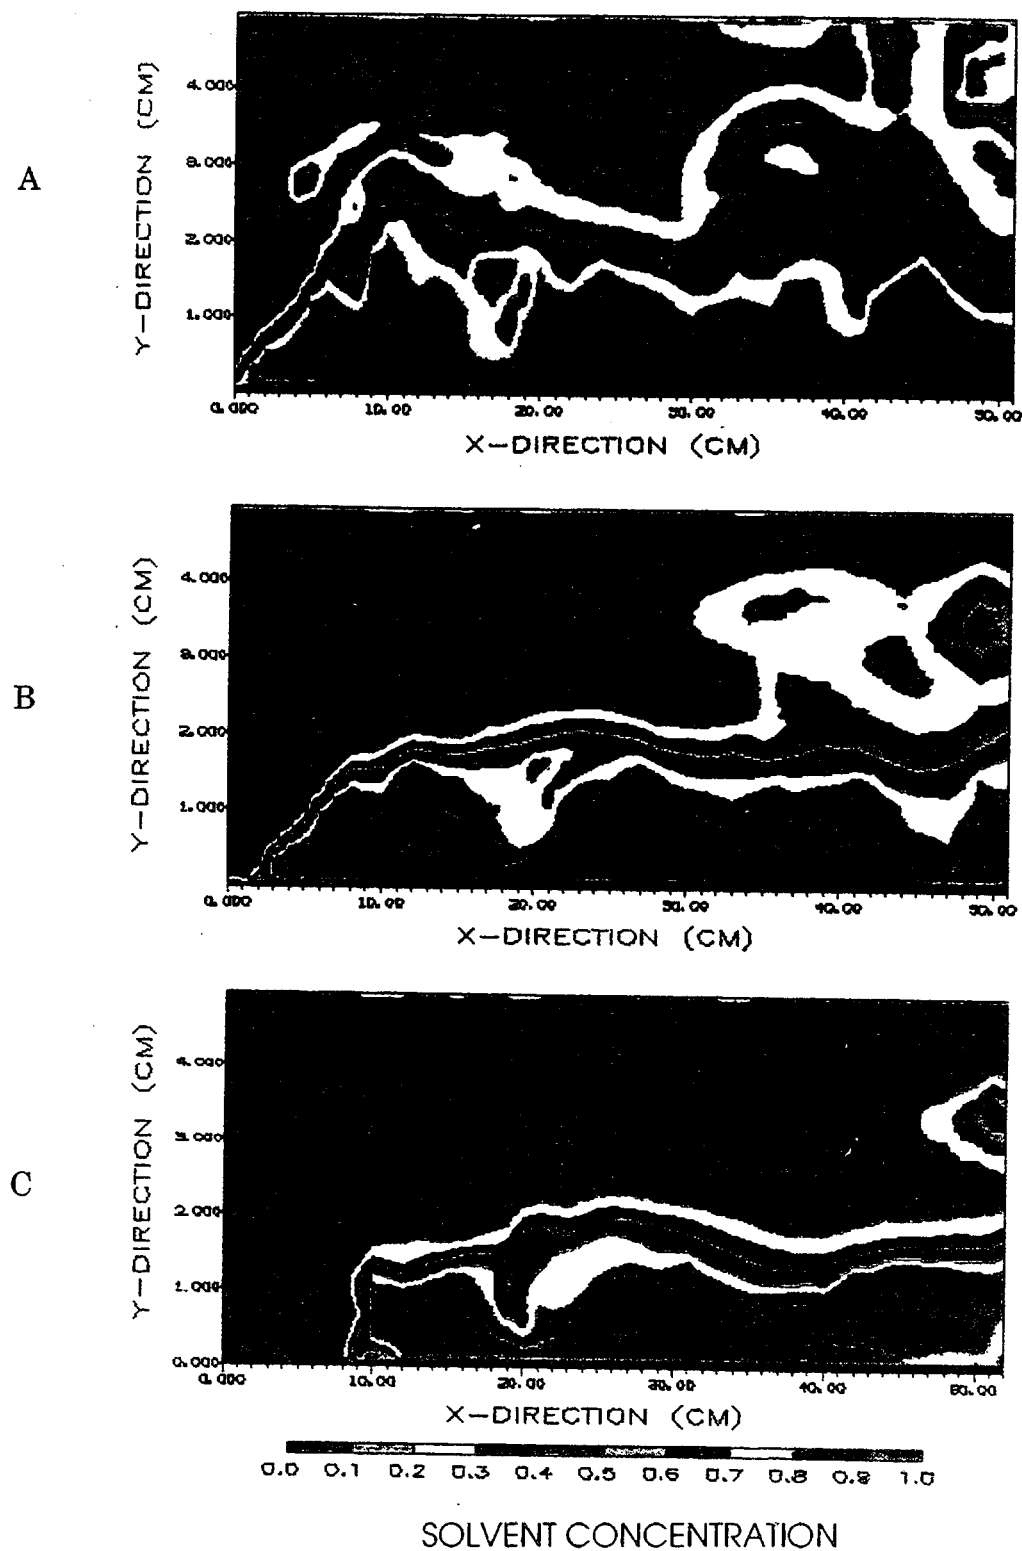 A
Y-DIRECTION (CM)
4.000
3.000
2.000
1.000
0.000 10.00 20.00 30.00 40.00 50.00
X-DIRECTION (CM)
B
Y-DIRECTION (CM)
4.000
3.000
2.000
1.000
0.000 10.00 20.00 30.00 40.00 50.00
X-DIRECTION (CM)
C
Y-DIRECTION (CM)
4.000
3.000
2.000
1.000
0.000
0.000 10.00 20.00 30.00 40.00 50.00
X-DIRECTION (CM)
0.0 0.1 0.2 0.3 0.4 0.5 0.6 0.7 0.8 0.9 1.0
SOLVENT CONCENTRATION